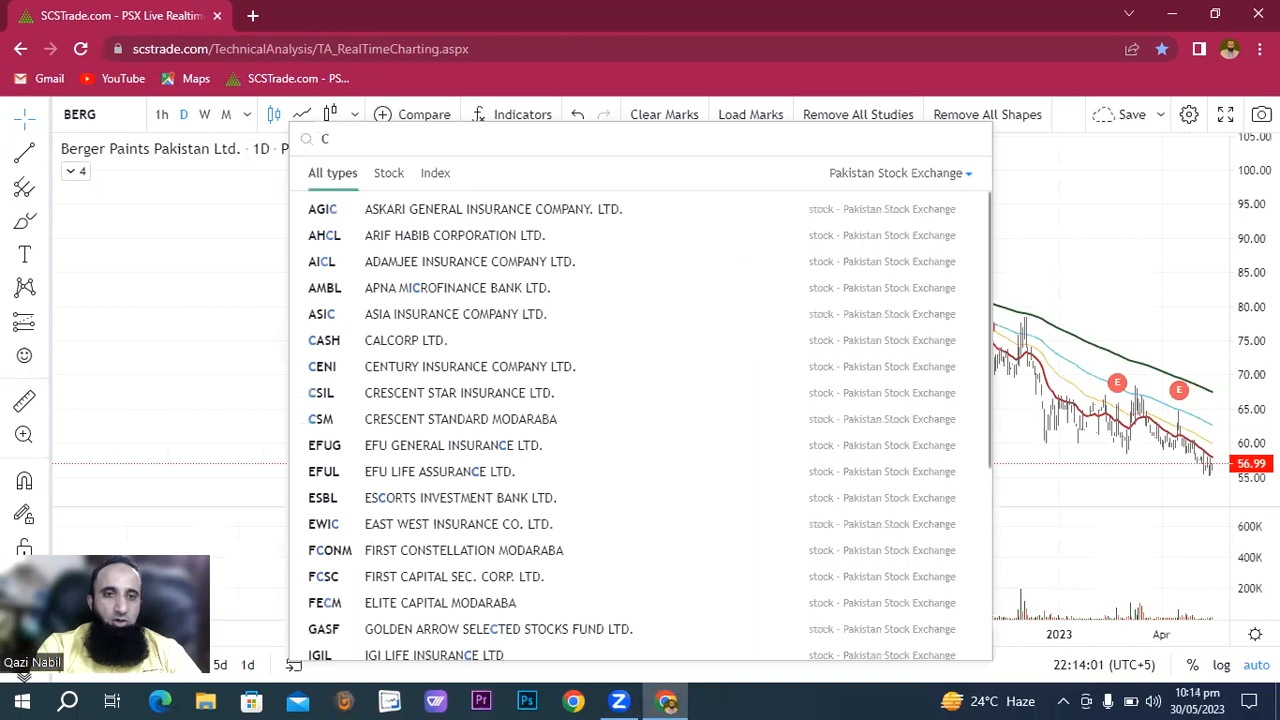 SCSTrade.com - PSX Live Realtim
scstrade.com/TechnicalAnalysis/TA_RealTimeCharting.aspx
Gmail YouTube Maps SCSTrade.com - PS...
BERG 1h D W M Compare Indicators Clear Marks Load Marks Remove All Studies Remove All Shapes Save
Berger Paints Pakistan Ltd. · 1D · P
4
C
All types Stock Index Pakistan Stock Exchange
AGIC ASKARI GENERAL INSURANCE COMPANY. LTD. stock - Pakistan Stock Exchange
AHCL ARIF HABIB CORPORATION LTD. stock - Pakistan Stock Exchange
AICL ADAMJEE INSURANCE COMPANY LTD. stock - Pakistan Stock Exchange
AMBL APNA MICROFINANCE BANK LTD. stock - Pakistan Stock Exchange
ASIC ASIA INSURANCE COMPANY LTD. stock - Pakistan Stock Exchange
CASH CALCORP LTD. stock - Pakistan Stock Exchange
CENI CENTURY INSURANCE COMPANY LTD. stock - Pakistan Stock Exchange
CSIL CRESCENT STAR INSURANCE LTD. stock - Pakistan Stock Exchange
CSM CRESCENT STANDARD MODARABA stock - Pakistan Stock Exchange
EFUG EFU GENERAL INSURANCE LTD. stock - Pakistan Stock Exchange
EFUL EFU LIFE ASSURANCE LTD. stock - Pakistan Stock Exchange
ESBL ESCORTS INVESTMENT BANK LTD. stock - Pakistan Stock Exchange
EWIC EAST WEST INSURANCE CO. LTD. stock - Pakistan Stock Exchange
FCONM FIRST CONSTELLATION MODARABA stock - Pakistan Stock Exchange
FCSC FIRST CAPITAL SEC. CORP. LTD. stock - Pakistan Stock Exchange
FECM ELITE CAPITAL MODARABA stock - Pakistan Stock Exchange
GASF GOLDEN ARROW SELECTED STOCKS FUND LTD. stock - Pakistan Stock Exchange
IGIL IGI LIFE INSURANCE LTD stock - Pakistan Stock Exchange
105.00
100.00
95.00
90.00
85.00
80.00
75.00
70.00
65.00
60.00
56.99
55.00
E E
600K
400K
200K
2023 Apr
Qazi Nabil
5d 1d 22:14:01 (UTC+5) % log auto
24°C Haze
10:14 pm
30/05/2023